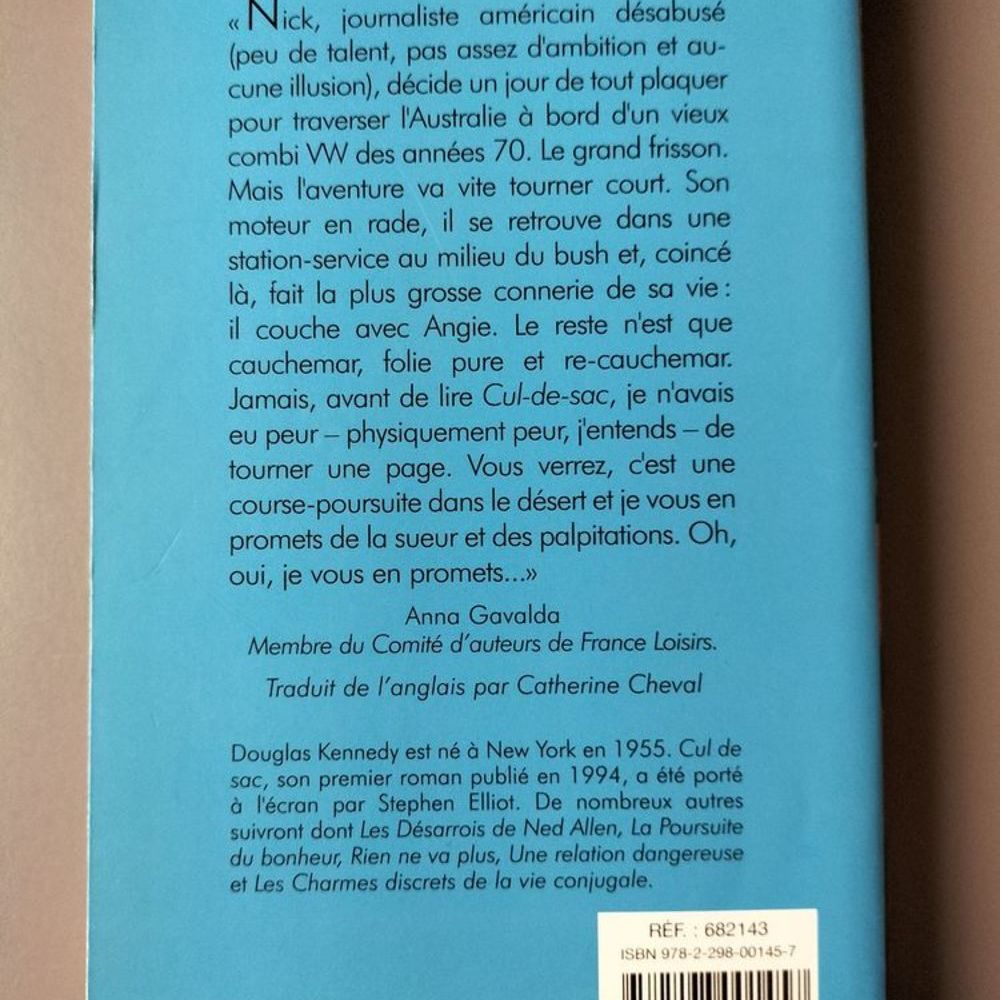 « Nick, journaliste américain désabusé
(peu de talent, pas assez d'ambition et au-
cune illusion), décide un jour de tout plaquer
pour traverser l'Australie à bord d'un vieux
combi VW des années 70. Le grand frisson.
Mais l'aventure va vite tourner court. Son
moteur en rade, il se retrouve dans une
station-service au milieu du bush et, coincé
là, fait la plus grosse connerie de sa vie :
il couche avec Angie. Le reste n'est que
cauchemar, folie pure et re-cauchemar.
Jamais, avant de lire Cul-de-sac, je n'avais
eu peur – physiquement peur, j'entends – de
tourner une page. Vous verrez, c'est une
course-poursuite dans le désert et je vous en
promets de la sueur et des palpitations. Oh,
oui, je vous en promets...»
Anna Gavalda
Membre du Comité d'auteurs de France Loisirs.
Traduit de l'anglais par Catherine Cheval
Douglas Kennedy est né à New York en 1955. Cul de
sac, son premier roman publié en 1994, a été porté
à l'écran par Stephen Elliot. De nombreux autres
suivront dont Les Désarrois de Ned Allen, La Poursuite
du bonheur, Rien ne va plus, Une relation dangereuse
et Les Charmes discrets de la vie conjugale.
RÉF. : 682143
ISBN 978-2-298-00145-7